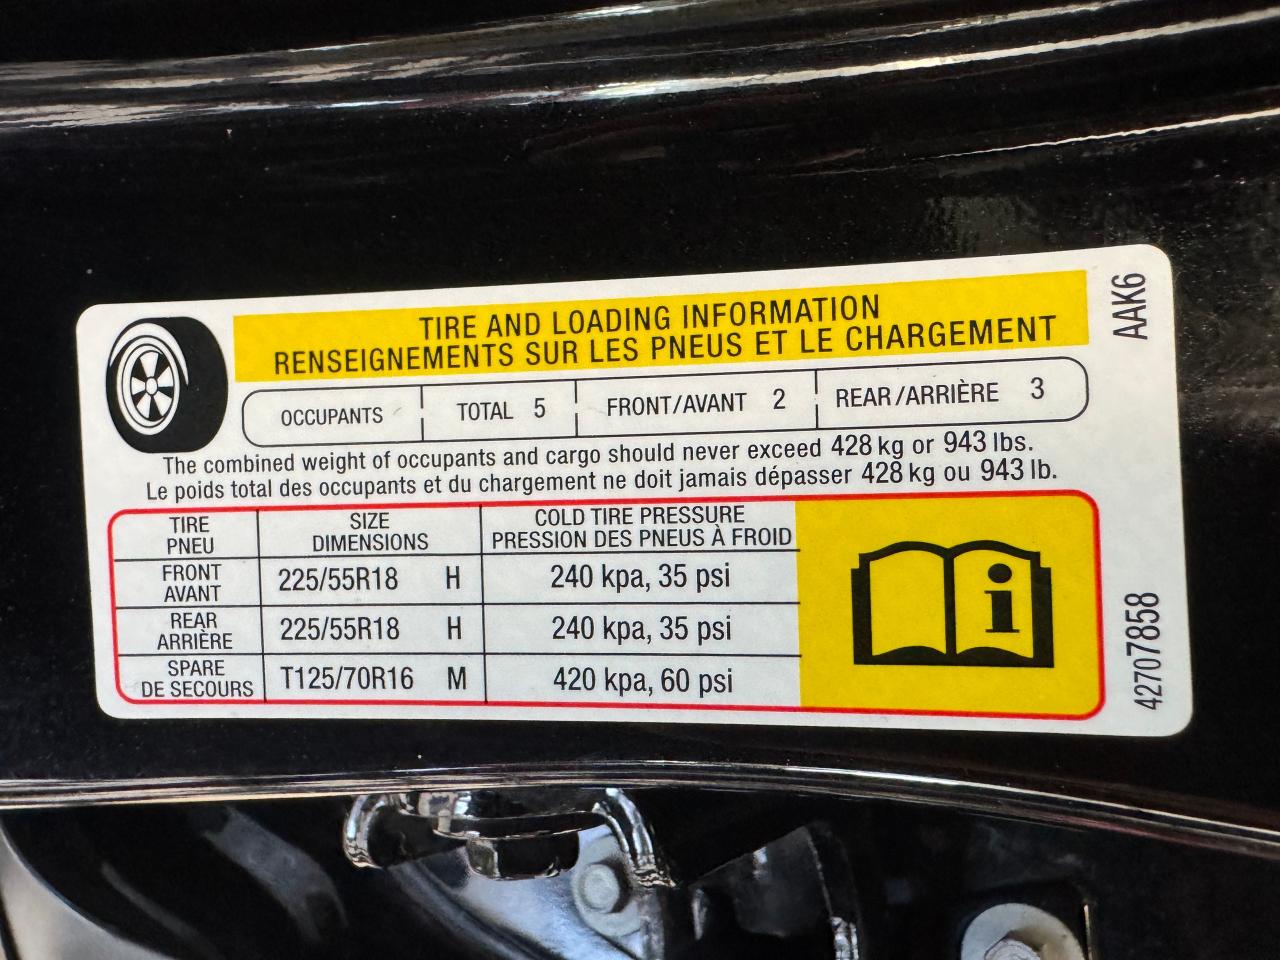 TIRE AND LOADING INFORMATION
RENSEIGNEMENTS SUR LES PNEUS ET LE CHARGEMENT
OCCUPANTS TOTAL 5 FRONT/AVANT 2 REAR/ARRIÈRE 3
The combined weight of occupants and cargo should never exceed 428 kg or 943 lbs.
Le poids total des occupants et du chargement ne doit jamais dépasser 428 kg ou 943 lb.
TIRE SIZE COLD TIRE PRESSURE
PNEU DIMENSIONS PRESSION DES PNEUS À FROID
FRONT
AVANT 225/55R18 H 240 kpa, 35 psi
REAR
ARRIÈRE 225/55R18 H 240 kpa, 35 psi
SPARE
DE SECOURS T125/70R16 M 420 kpa, 60 psi
i
AAK6
42707858